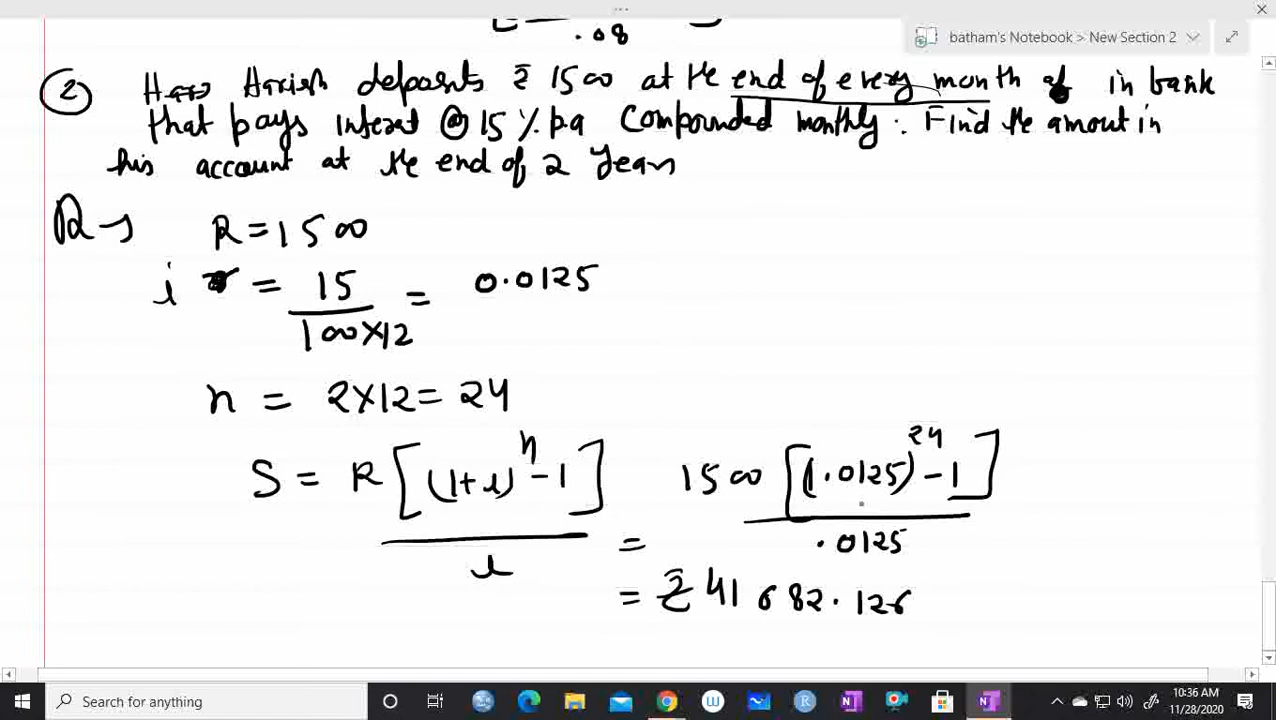 .08
batham's Notebook > New Section 2
② Harish deposits ₹ 1500 at the end of every month in bank
that pays interest @ 15 % p.a Compounded monthly. Find the amout in
his account at the end of 2 Years
R = 1500
i = 15 / 100×12 = 0.0125
n = 2×12 = 24
S = R [(1+i)^n - 1] / i = 1500 [(1.0125)^24 - 1] / .0125
= ₹ 41682.126
Search for anything
10:36 AM
11/28/2020